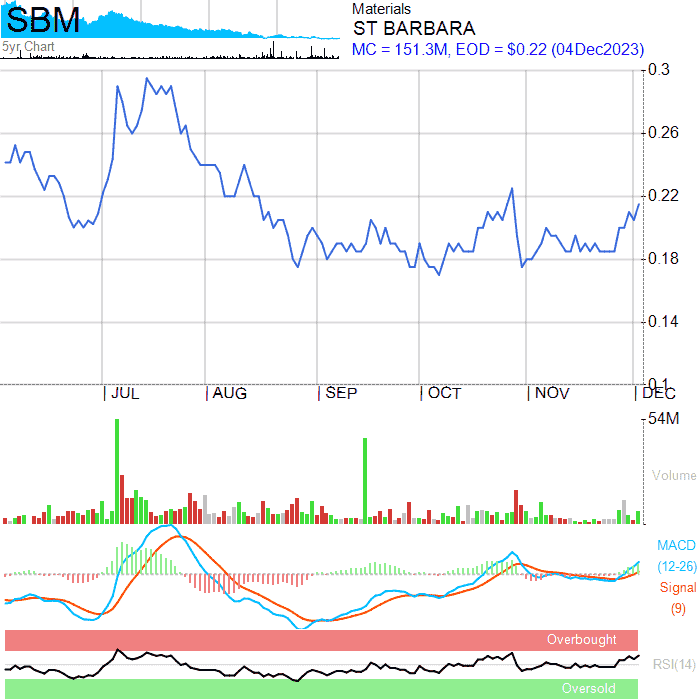 SBM
5yr. Chart
Materials
ST BARBARA
MC = 151.3M, EOD = $0.22 (04Dec2023)
0.3
0.26
0.22
0.18
0.14
0.1
JUL AUG SEP OCT NOV DEC
54M
Volume
MACD
(12-26)
Signal
(9)
Overbought
RSI(14)
Oversold